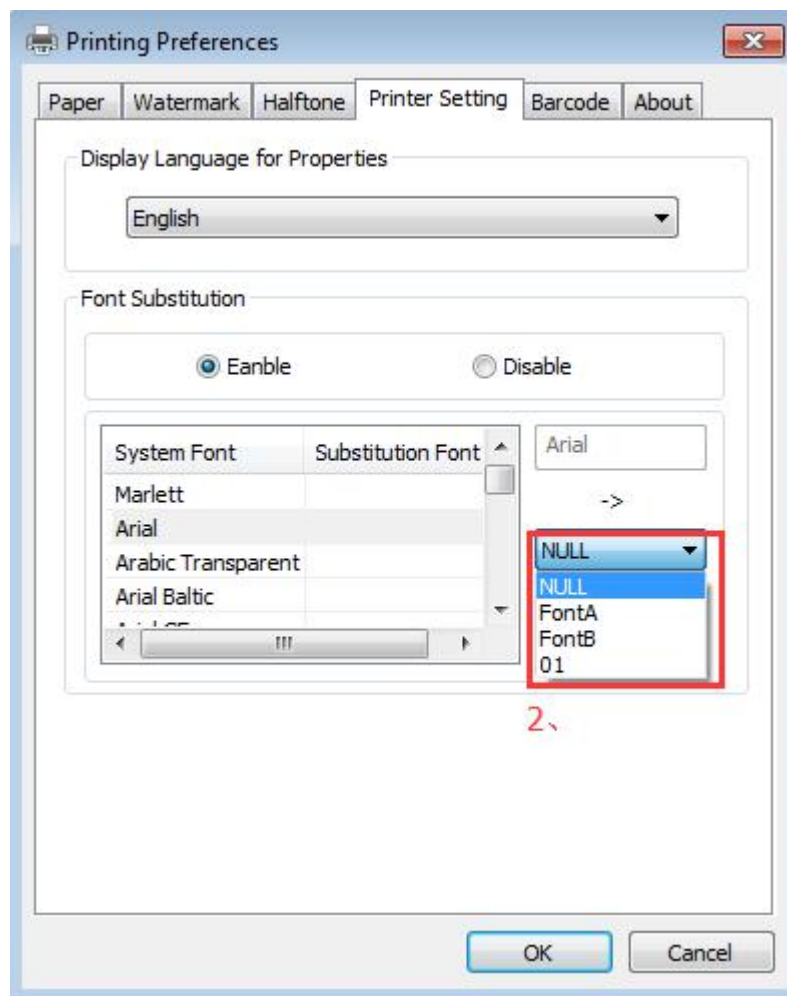 Printing Preferences
Paper Watermark Halftone Printer Setting Barcode About
Display Language for Properties
English
Font Substitution
Eanble Disable
System Font Substitution Font
Arial
Marlett
->
Arial
Arabic Transparent
NULL
Arial Baltic
NULL
FontA
FontB
01
2、
OK Cancel